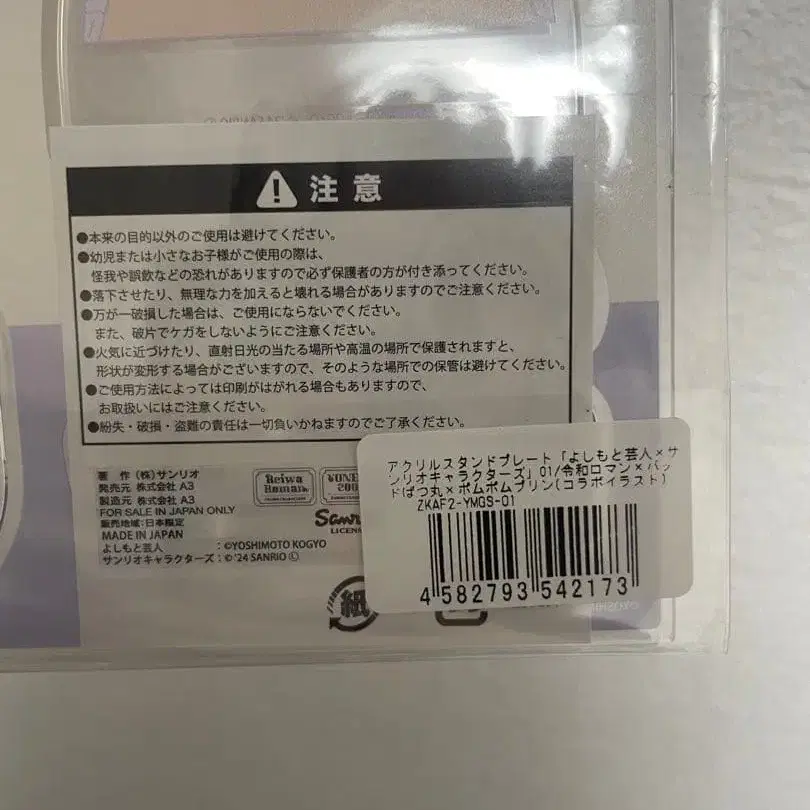 注意
●本来の目的以外のご使用は避けてください。
●幼児または小さなお子様がご使用の際は、
怪我や誤飲などの恐れがありますので必ず保護者の方が付き添ってください。
●落下させたり、無理な力を加えると壊れる場合がありますのでご注意ください。
●万が一破損した場合は、ご使用にならないでください。
また、破片でケガをしないようにご注意ください。
●火気に近づけたり、直射日光の当たる場所や高温の場所で保護されますと、
形状が変形する場合がございますので、そのような場所での保管は避けてください。
●ご使用方法によっては印刷がはがれる場合もありますので、
お取扱いにはご注意ください。
●紛失・破損・盗難の責任は一切負いかねますのでご了承ください。
著 作 (株)サンリオ
発売元 株式会社 A3
製造元 株式会社 A3
FOR SALE IN JAPAN ONLY
販売地域:日本限定
MADE IN JAPAN
よしもと芸人 :©YOSHIMOTO KOGYO
サンリオキャラクターズ:©'24 SANRIO Ⓛ
Reiwa
Roman
紙
アクリルスタンドプレート「よしもと芸人×サ
ンリオキャラクターズ」01/令和ロマン×バッ
ドばつ丸×ポムポムプリン(コラボイラスト)
ZKAF2-YMGS-01
4 582793 542173